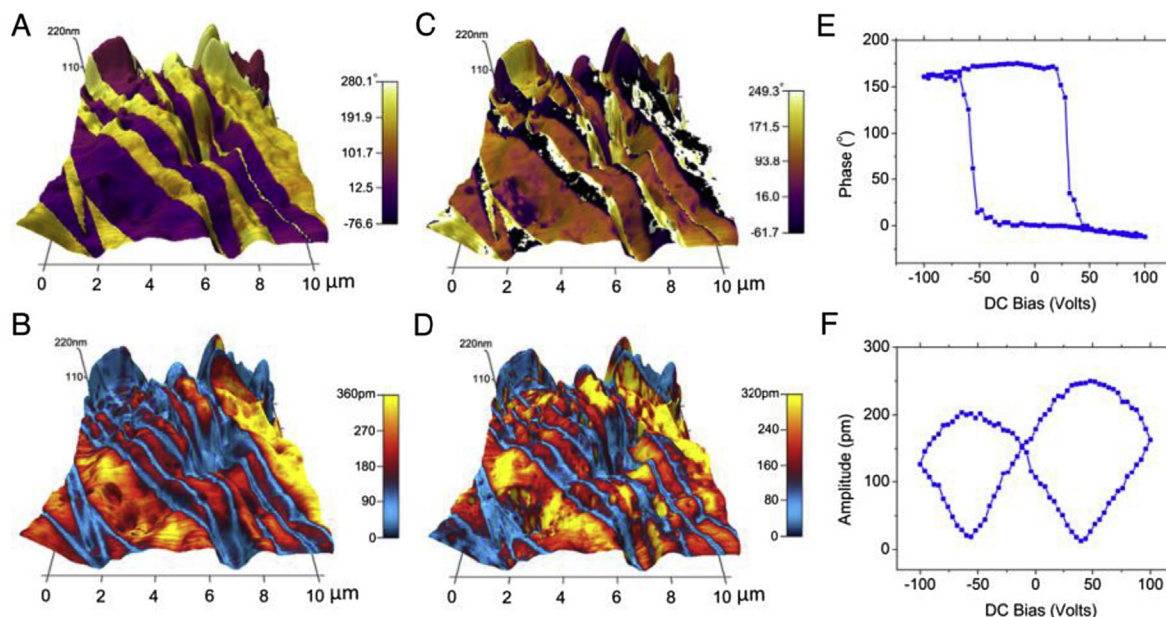 A
220nm
110
280.1°
191.9
101.7
12.5
-76.6
0 2 4 6 8 10 μm
C
220nm
110
249.3°
171.5
93.8
16.0
-61.7
0 2 4 6 8 10 μm
E
200
150
100
50
0
Phase (°)
-100 -50 0 50 100
DC Bias (Volts)
B
220nm
110
360pm
270
180
90
0
0 2 4 6 8 10 μm
D
220nm
110
320pm
240
160
80
0
0 2 4 6 8 10 μm
F
300
200
100
0
Amplitude (pm)
-100 -50 0 50 100
DC Bias (Volts)